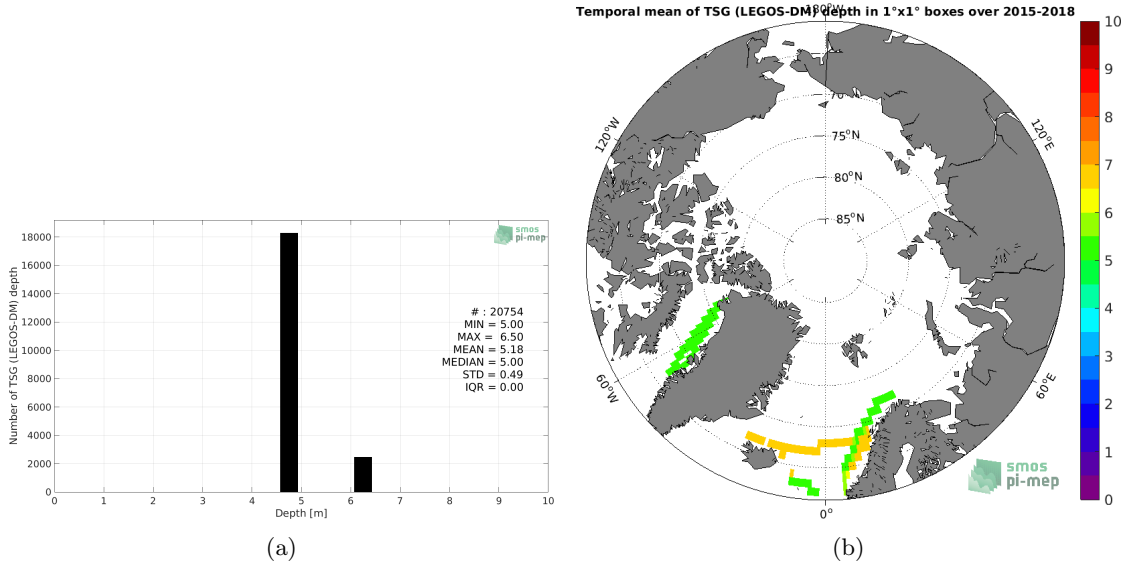 Temporal mean of TSG (LEGOS-DM) depth in 1°x1° boxes over 2015-2018
180°W
120°W
120°E
60°W
60°E
0°
70°N
75°N
80°N
85°N
10
9
8
7
6
5
4
3
2
1
0
smos
pi-mep
Number of TSG (LEGOS-DM) depth
18000
16000
14000
12000
10000
8000
6000
4000
2000
0
smos
pi-mep
# : 20754
MIN = 5.00
MAX = 6.50
MEAN = 5.18
MEDIAN = 5.00
STD = 0.49
IQR = 0.00
0 1 2 3 4 5 6 7 8 9 10
Depth [m]
(a)
(b)